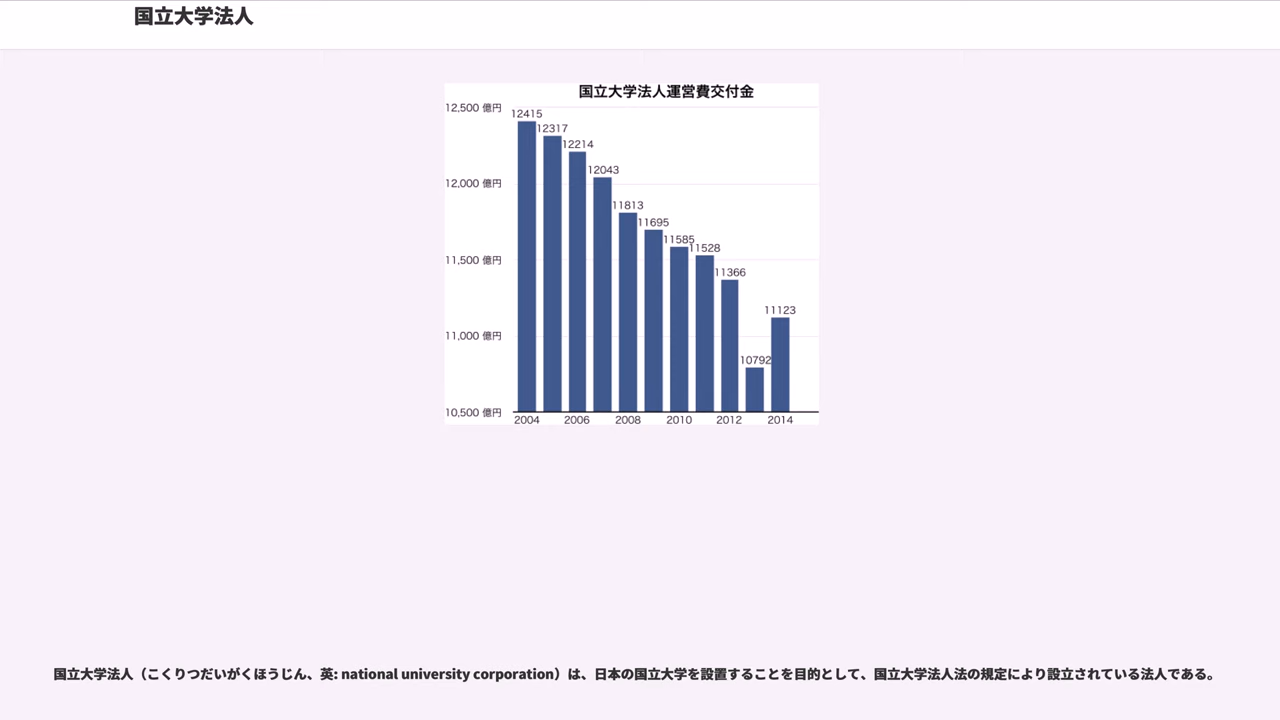 国立大学法人
国立大学法人運営費交付金
12,500 億円
12,000 億円
11,500 億円
11,000 億円
10,500 億円
12415
12317
12214
12043
11813
11695
11585
11528
11366
10792
11123
2004 2006 2008 2010 2012 2014
国立大学法人（こくりつだいがくほうじん、英: national university corporation）は、日本の国立大学を設置することを目的として、国立大学法人法の規定により設立されている法人である。